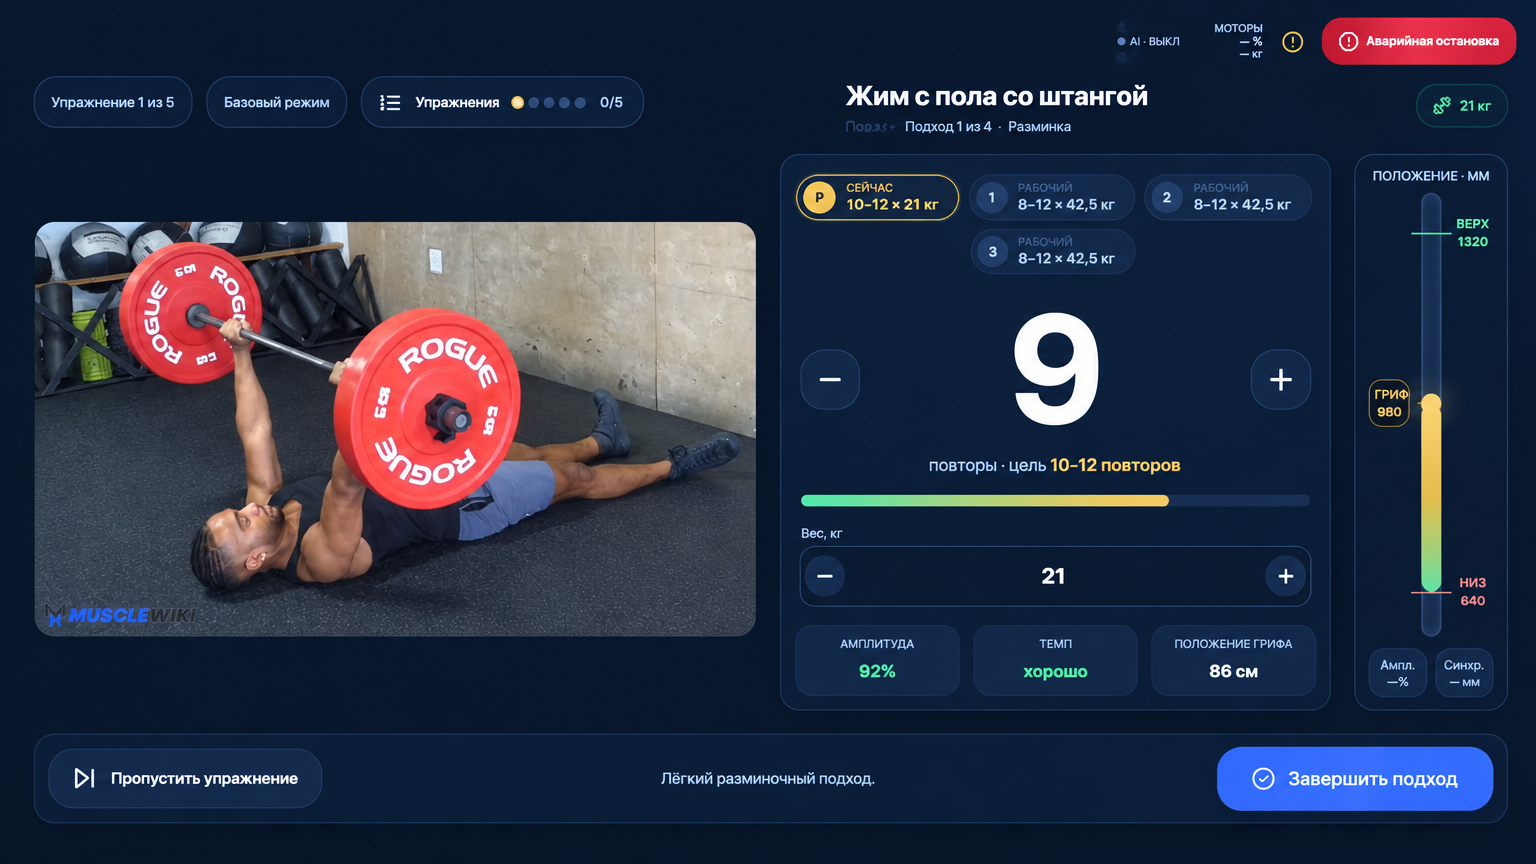 AI · ВЫКЛ
МОТОРЫ
— %
— кг
Аварийная остановка
Упражнение 1 из 5
Базовый режим
Упражнения
0/5
Жим с пола со штангой
Подход 1 из 4 · Разминка
21 кг
Р
СЕЙЧАС
10–12 × 21 кг
1
РАБОЧИЙ
8–12 × 42,5 кг
2
РАБОЧИЙ
8–12 × 42,5 кг
3
РАБОЧИЙ
8–12 × 42,5 кг
9
повторы · цель 10–12 повторов
Вес, кг
21
АМПЛИТУДА
92%
ТЕМП
хорошо
ПОЛОЖЕНИЕ ГРИФА
86 см
ПОЛОЖЕНИЕ · ММ
ВЕРХ
1320
ГРИФ
980
НИЗ
640
Ампл.
—%
Синхр.
— мм
ROGUE
ROGUE
ROGUE
ROGUE
MUSCLEWIKI
Пропустить упражнение
Лёгкий разминочный подход.
Завершить подход